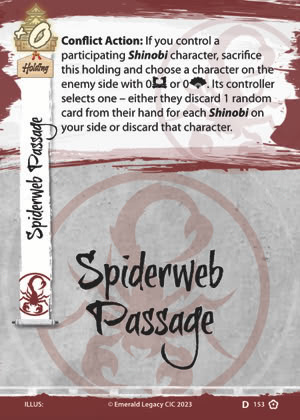 +0
Holding
Conflict Action: If you control a
participating Shinobi character, sacrifice
this holding and choose a character on the
enemy side with 0 or 0. Its controller
selects one – either they discard 1 random
card from their hand for each Shinobi on
your side or discard that character.
Spiderweb Passage
Spiderweb
Passage
ILLUS:
© Emerald Legacy CIC 2023
D 153